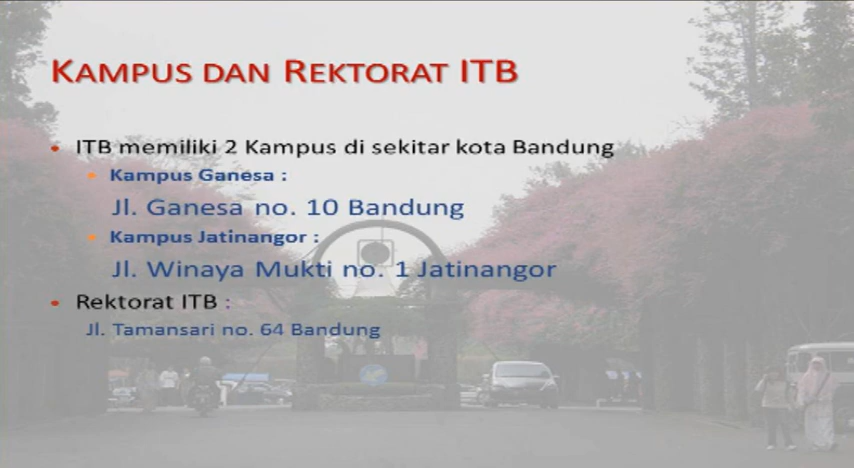 KAMPUS DAN REKTORAT ITB
• ITB memiliki 2 Kampus di sekitar kota Bandung
• Kampus Ganesa :
Jl. Ganesa no. 10 Bandung
• Kampus Jatinangor :
Jl. Winaya Mukti no. 1 Jatinangor
• Rektorat ITB :
Jl. Tamansari no. 64 Bandung